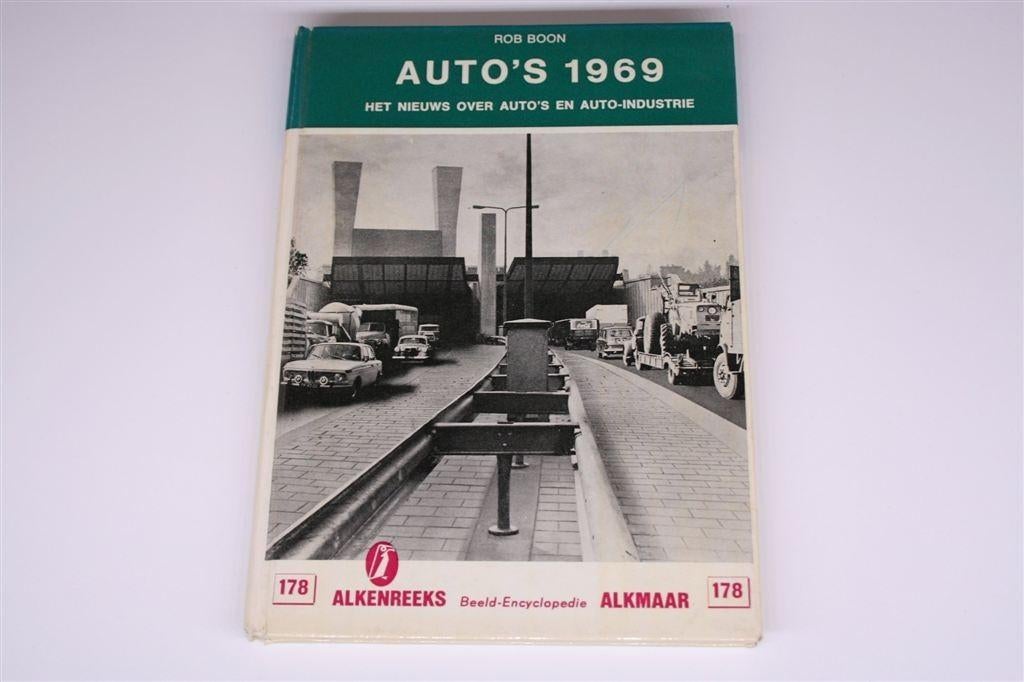 ROB BOON
AUTO'S 1969
HET NIEUWS OVER AUTO'S EN AUTO-INDUSTRIE
178 ALKENREEKS Beeld-Encyclopedie ALKMAAR 178